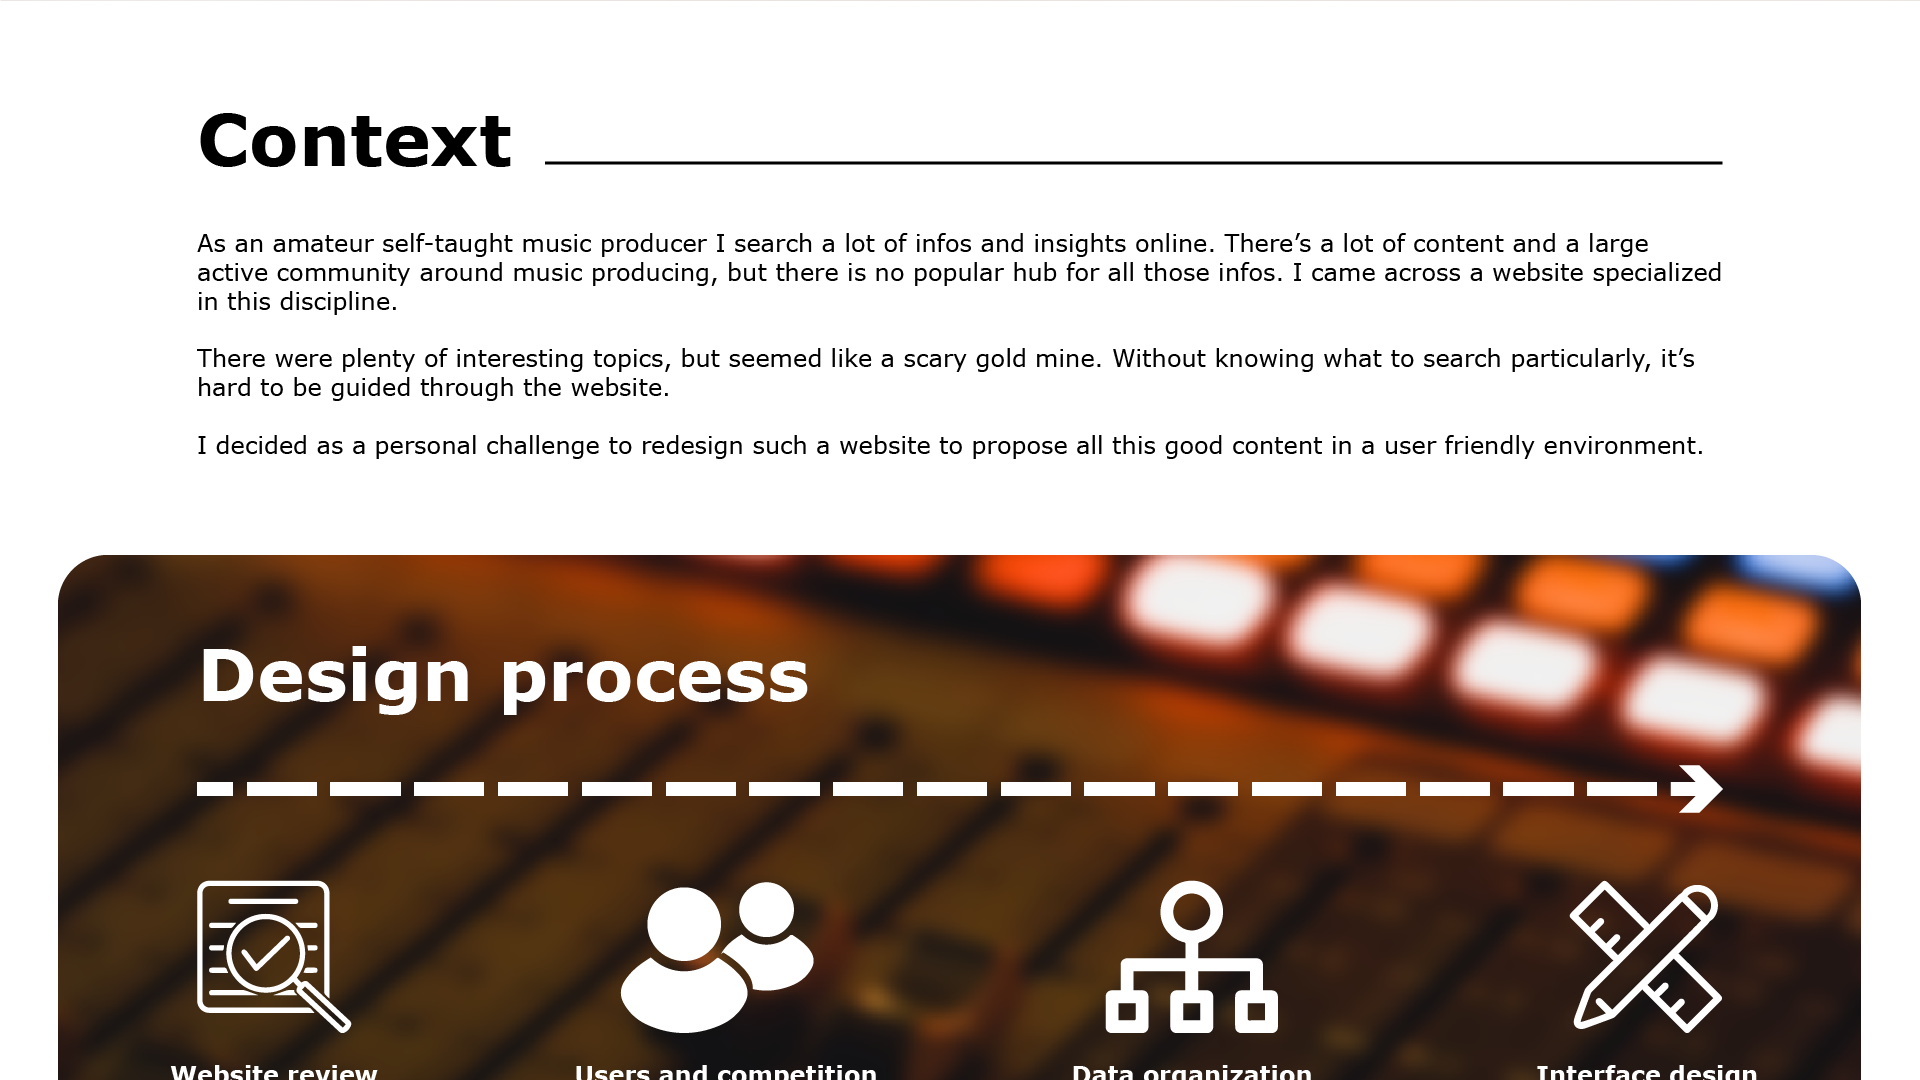 Context
As an amateur self-taught music producer I search a lot of infos and insights online. There’s a lot of content and a large
active community around music producing, but there is no popular hub for all those infos. I came across a website specialized
in this discipline.
There were plenty of interesting topics, but seemed like a scary gold mine. Without knowing what to search particularly, it’s
hard to be guided through the website.
I decided as a personal challenge to redesign such a website to propose all this good content in a user friendly environment.
Design process
Website review
Users and competition
Data organization
Interface design